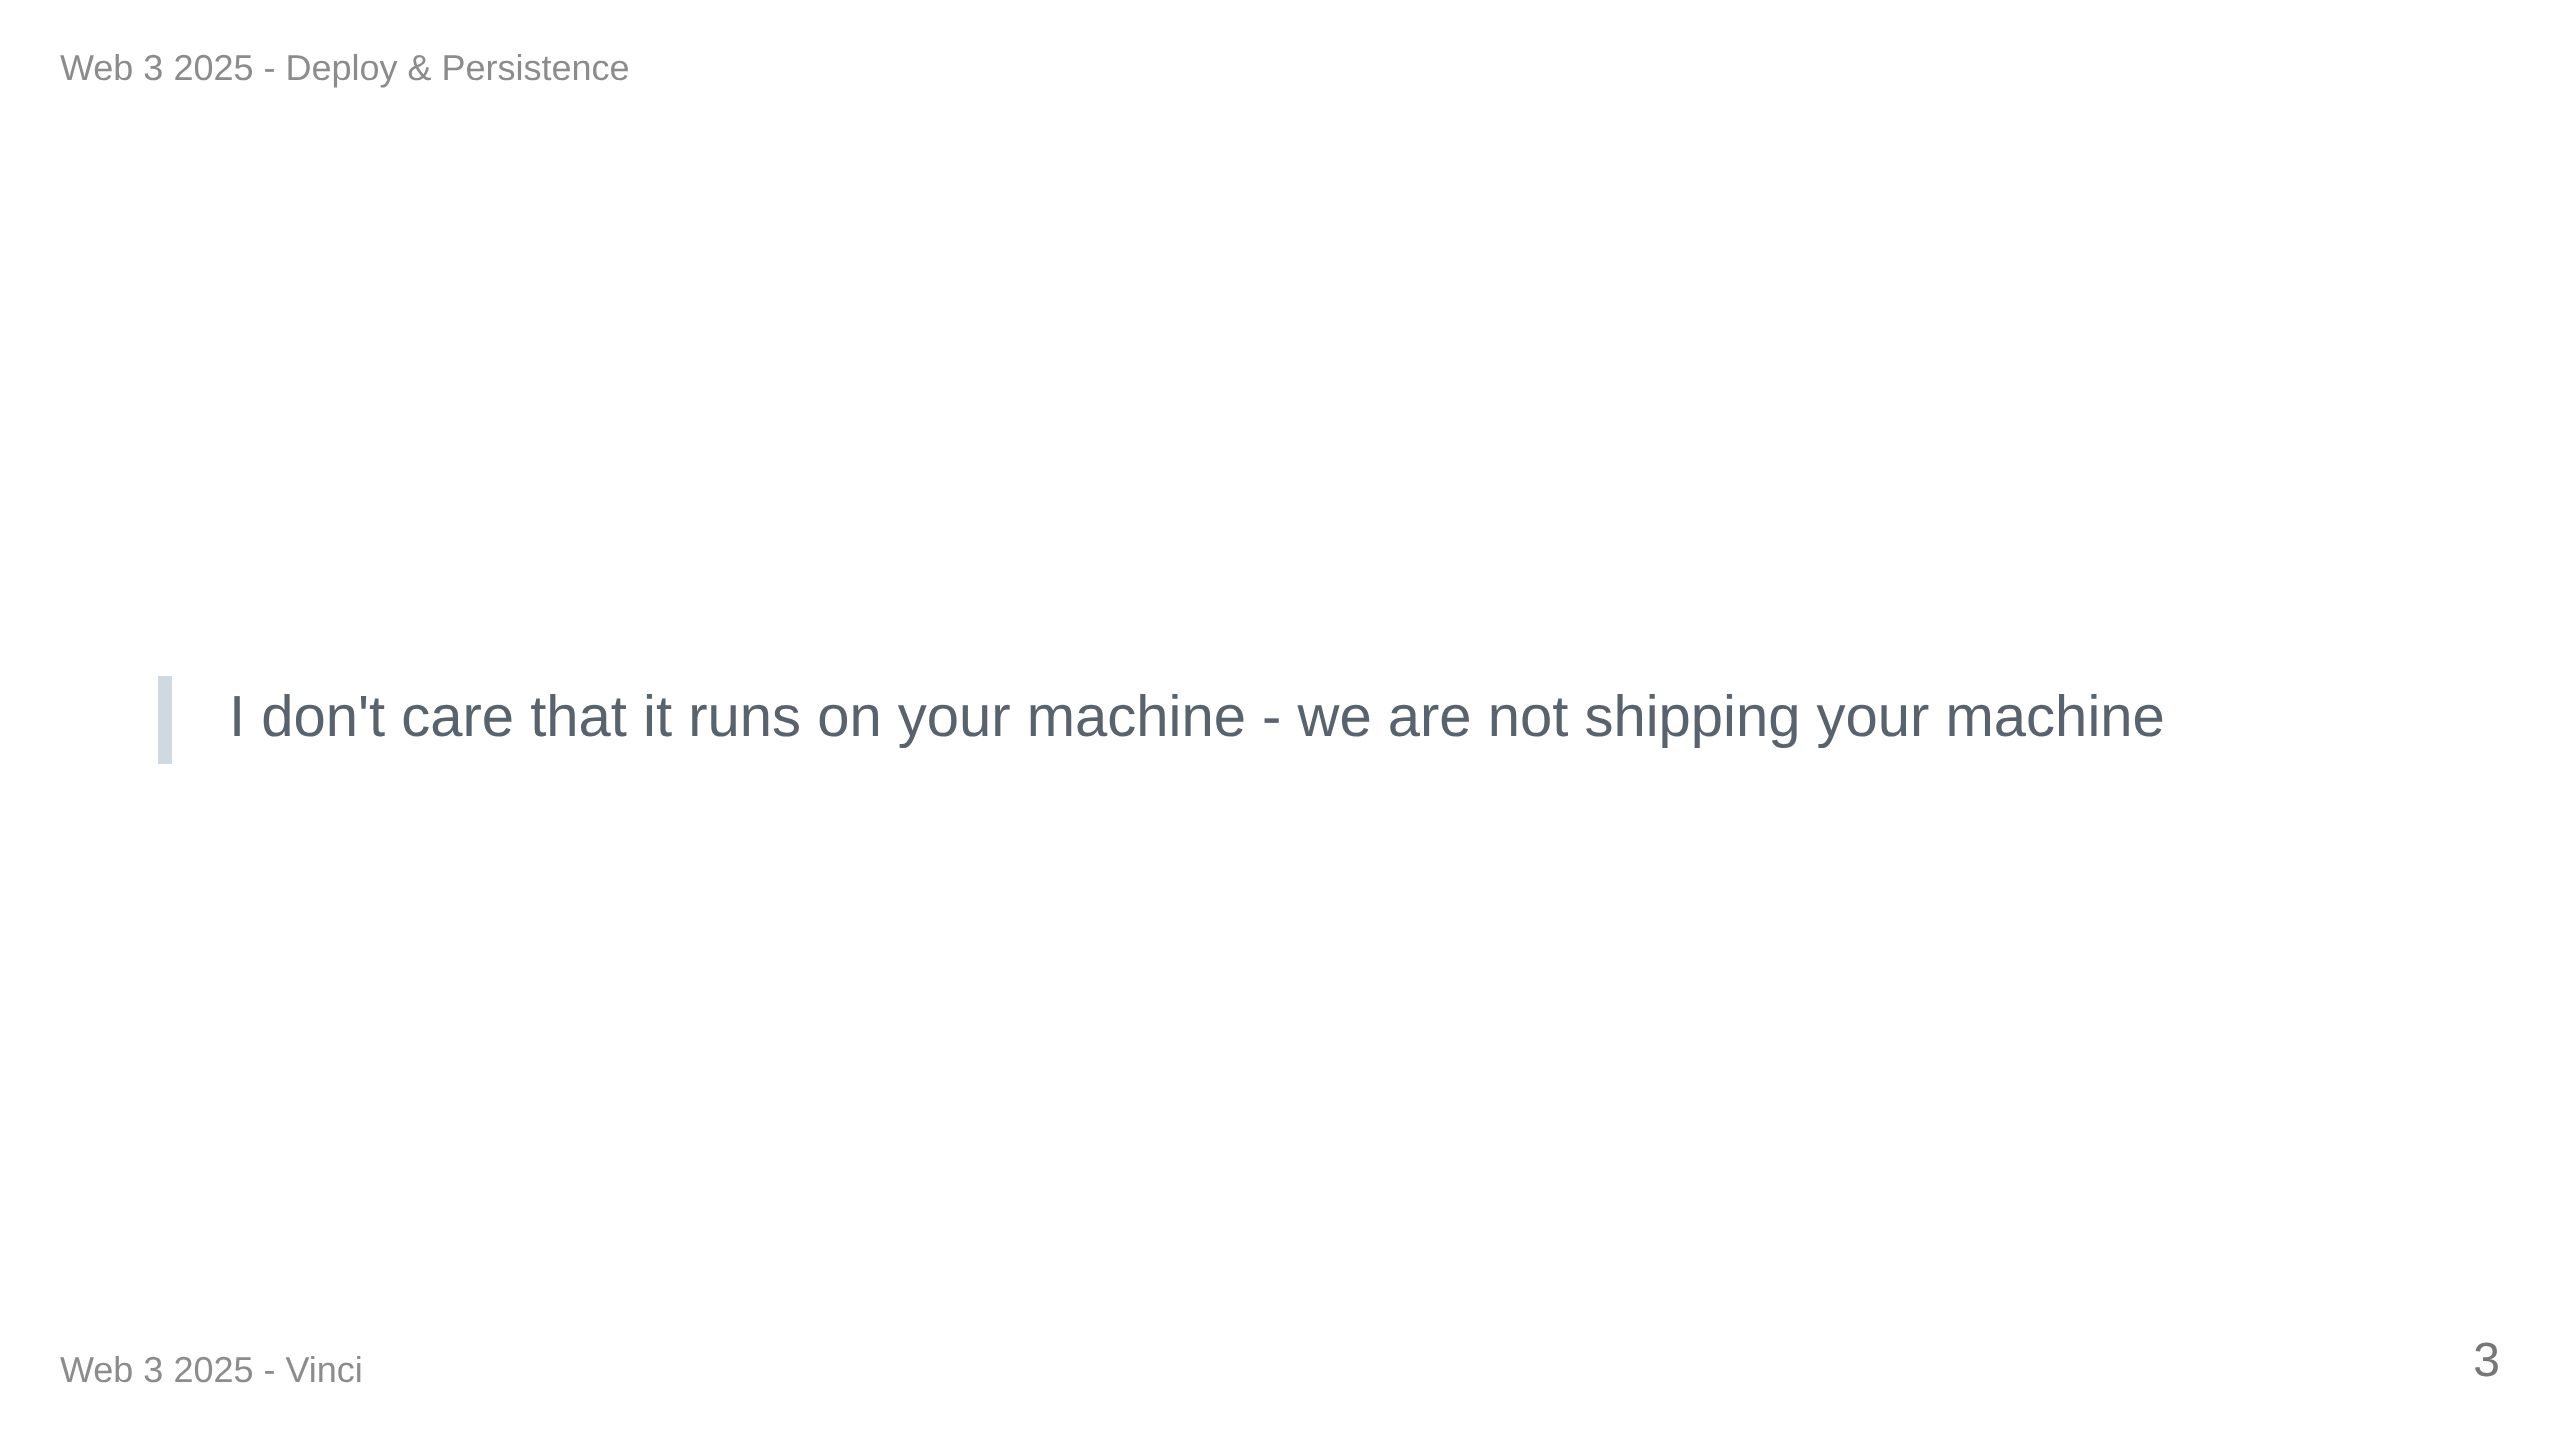 Web 3 2025 - Deploy & Persistence
I don't care that it runs on your machine - we are not shipping your machine
Web 3 2025 - Vinci
3